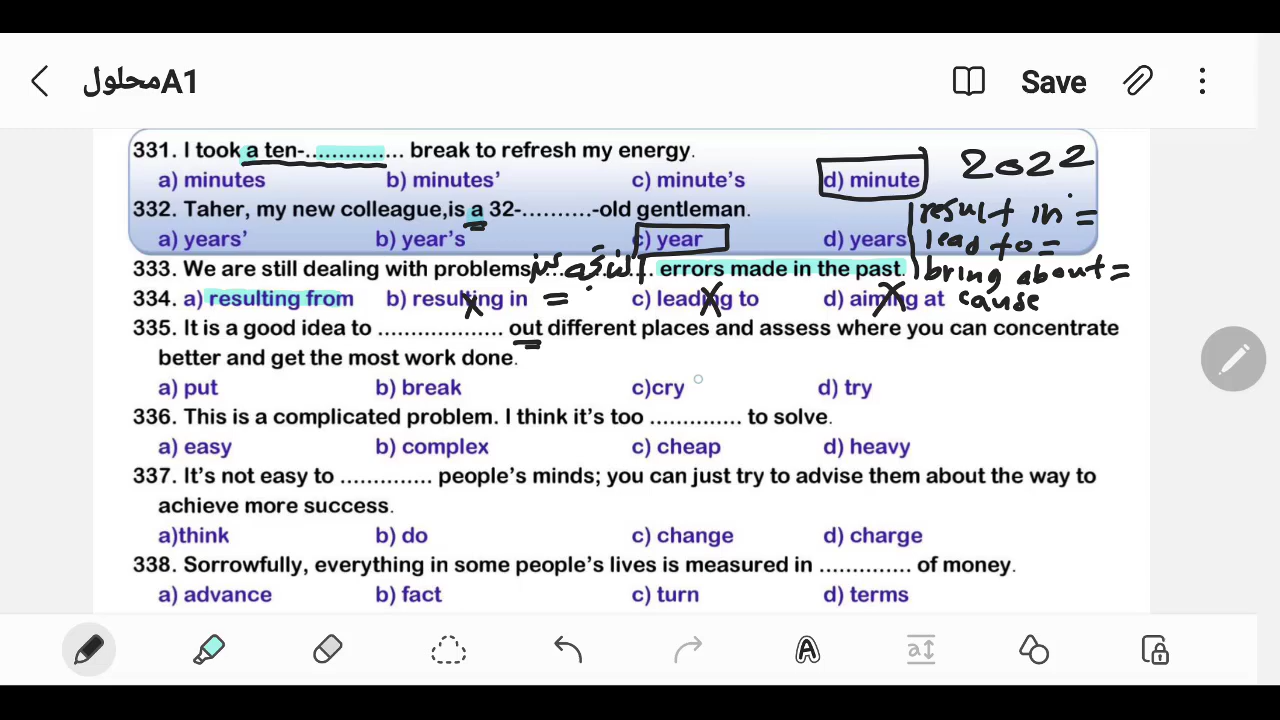 محلولA1
Save
331. I took a ten-............... break to refresh my energy.
a) minutes b) minutes’ c) minute’s d) minute
2022
332. Taher, my new colleague,is a 32-..........-old gentleman.
a) years’ b) year’s c) year d) years
result in =
lead to =
bring about =
cause
333. We are still dealing with problems errors made in the past.
334. a) resulting from b) resulting in = c) leading to d) aiming at
335. It is a good idea to .................. out different places and assess where you can concentrate
better and get the most work done.
a) put b) break c)cry d) try
336. This is a complicated problem. I think it’s too ............. to solve.
a) easy b) complex c) cheap d) heavy
337. It’s not easy to ............. people’s minds; you can just try to advise them about the way to
achieve more success.
a)think b) do c) change d) charge
338. Sorrowfully, everything in some people’s lives is measured in ............. of money.
a) advance b) fact c) turn d) terms